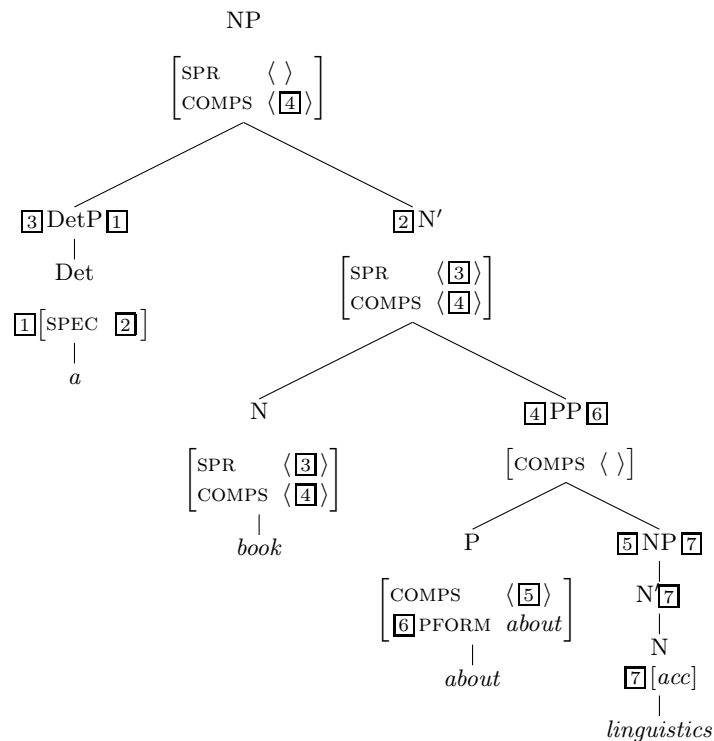 NP
[SPR ⟨ ⟩
COMPS ⟨[4]⟩]
[3]DetP[1] [2]N′
Det [SPR ⟨[3]⟩
COMPS ⟨[4]⟩]
[1][SPEC [2]]
a
N [4]PP[6]
[SPR ⟨[3]⟩ [COMPS ⟨ ⟩]
COMPS ⟨[4]⟩]
book P [5]NP[7]
[COMPS ⟨[5]⟩ N′[7]
[6]PFORM about]
N
about [7][acc]
linguistics